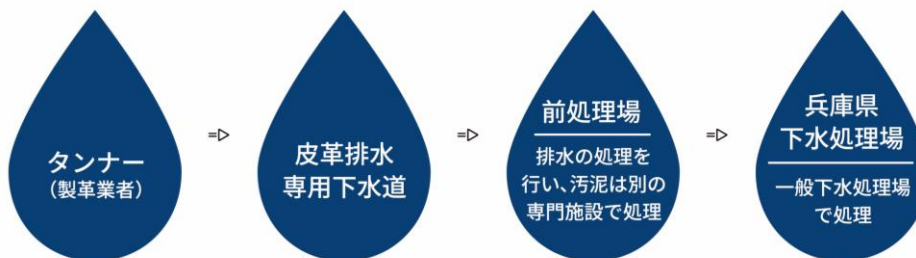 タンナー
（製革業者）
皮革排水
専用下水道
前処理場
排水の処理を
行い、汚泥は別の
専門施設で処理
兵庫県
下水処理場
一般下水処理場
で処理